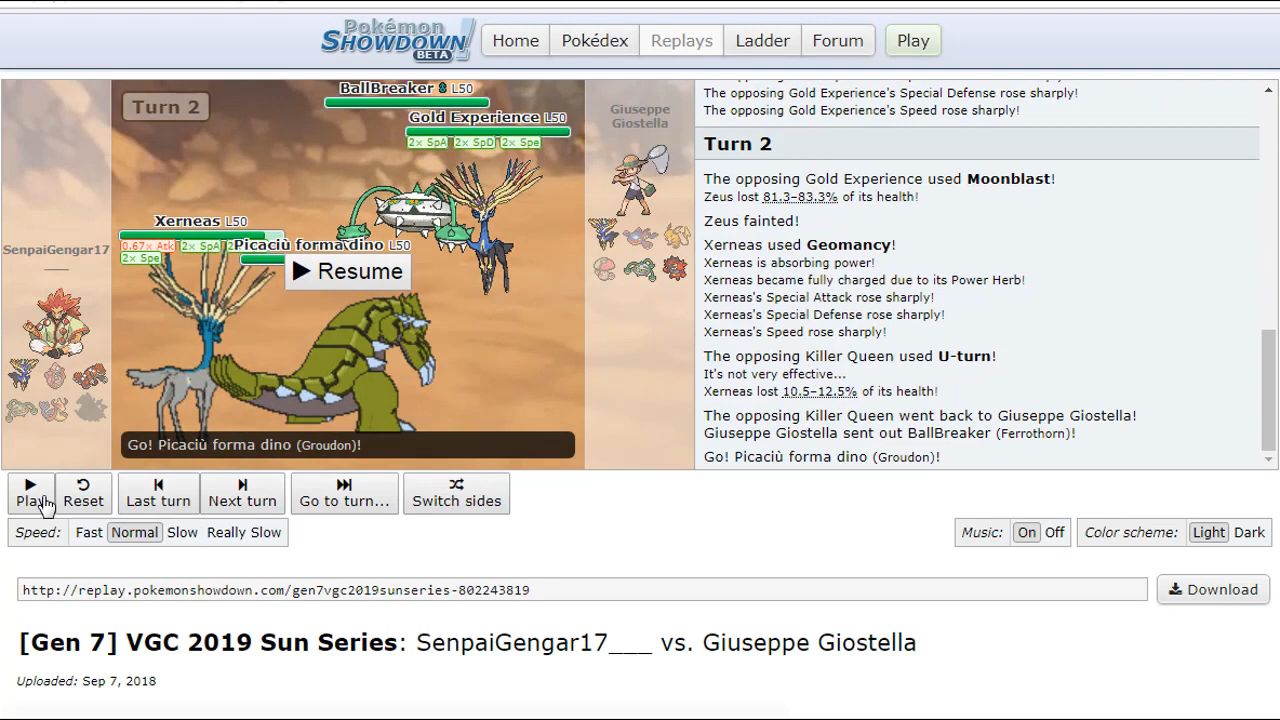 Pokémon
SHOWDOWN!
BETA
Home
Pokédex
Replays
Ladder
Forum
Play
Turn 2
BallBreaker L50
Gold Experience L50
2x SpA 2x SpD 2x Spe
Xerneas L50
0.67x Atk 2x SpA
2x Spe
Picaciù forma dino L50
Resume
Go! Picaciù forma dino (Groudon)!
SenpaiGengar17
___
Giuseppe
Giostella
The opposing Gold Experience's Special Defense rose sharply!
The opposing Gold Experience's Speed rose sharply!
Turn 2
The opposing Gold Experience used Moonblast!
Zeus lost 81.3–83.3% of its health!
Zeus fainted!
Xerneas used Geomancy!
Xerneas is absorbing power!
Xerneas became fully charged due to its Power Herb!
Xerneas's Special Attack rose sharply!
Xerneas's Special Defense rose sharply!
Xerneas's Speed rose sharply!
The opposing Killer Queen used U-turn!
It's not very effective...
Xerneas lost 10.5–12.5% of its health!
The opposing Killer Queen went back to Giuseppe Giostella!
Giuseppe Giostella sent out BallBreaker (Ferrothorn)!
Go! Picaciù forma dino (Groudon)!
Play
Reset
Last turn
Next turn
Go to turn...
Switch sides
Speed: Fast Normal Slow Really Slow
Music: On Off
Color scheme: Light Dark
http://replay.pokemonshowdown.com/gen7vgc2019sunseries-802243819
Download
[Gen 7] VGC 2019 Sun Series: SenpaiGengar17___ vs. Giuseppe Giostella
Uploaded: Sep 7, 2018